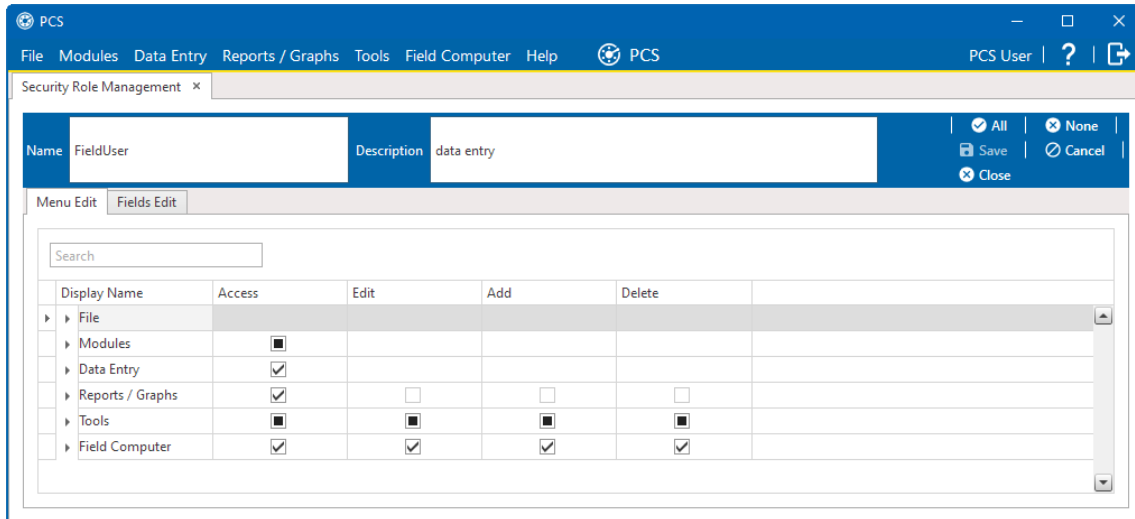 PCS
File Modules Data Entry Reports / Graphs Tools Field Computer Help PCS PCS User | ? |
Security Role Management ×
Name FieldUser Description data entry
All | None |
Save | Cancel |
Close
Menu Edit Fields Edit
Search
Display Name Access Edit Add Delete
File
Modules
Data Entry
Reports / Graphs
Tools
Field Computer